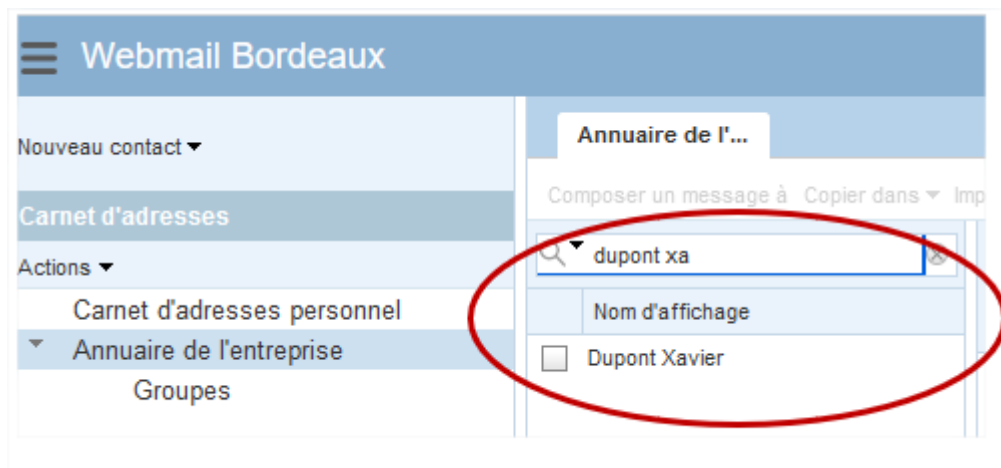 Webmail Bordeaux
Nouveau contact
Carnet d'adresses
Actions
Carnet d'adresses personnel
Annuaire de l'entreprise
Groupes
Annuaire de l'...
Composer un message à Copier dans Imp
dupont xa
Nom d'affichage
Dupont Xavier